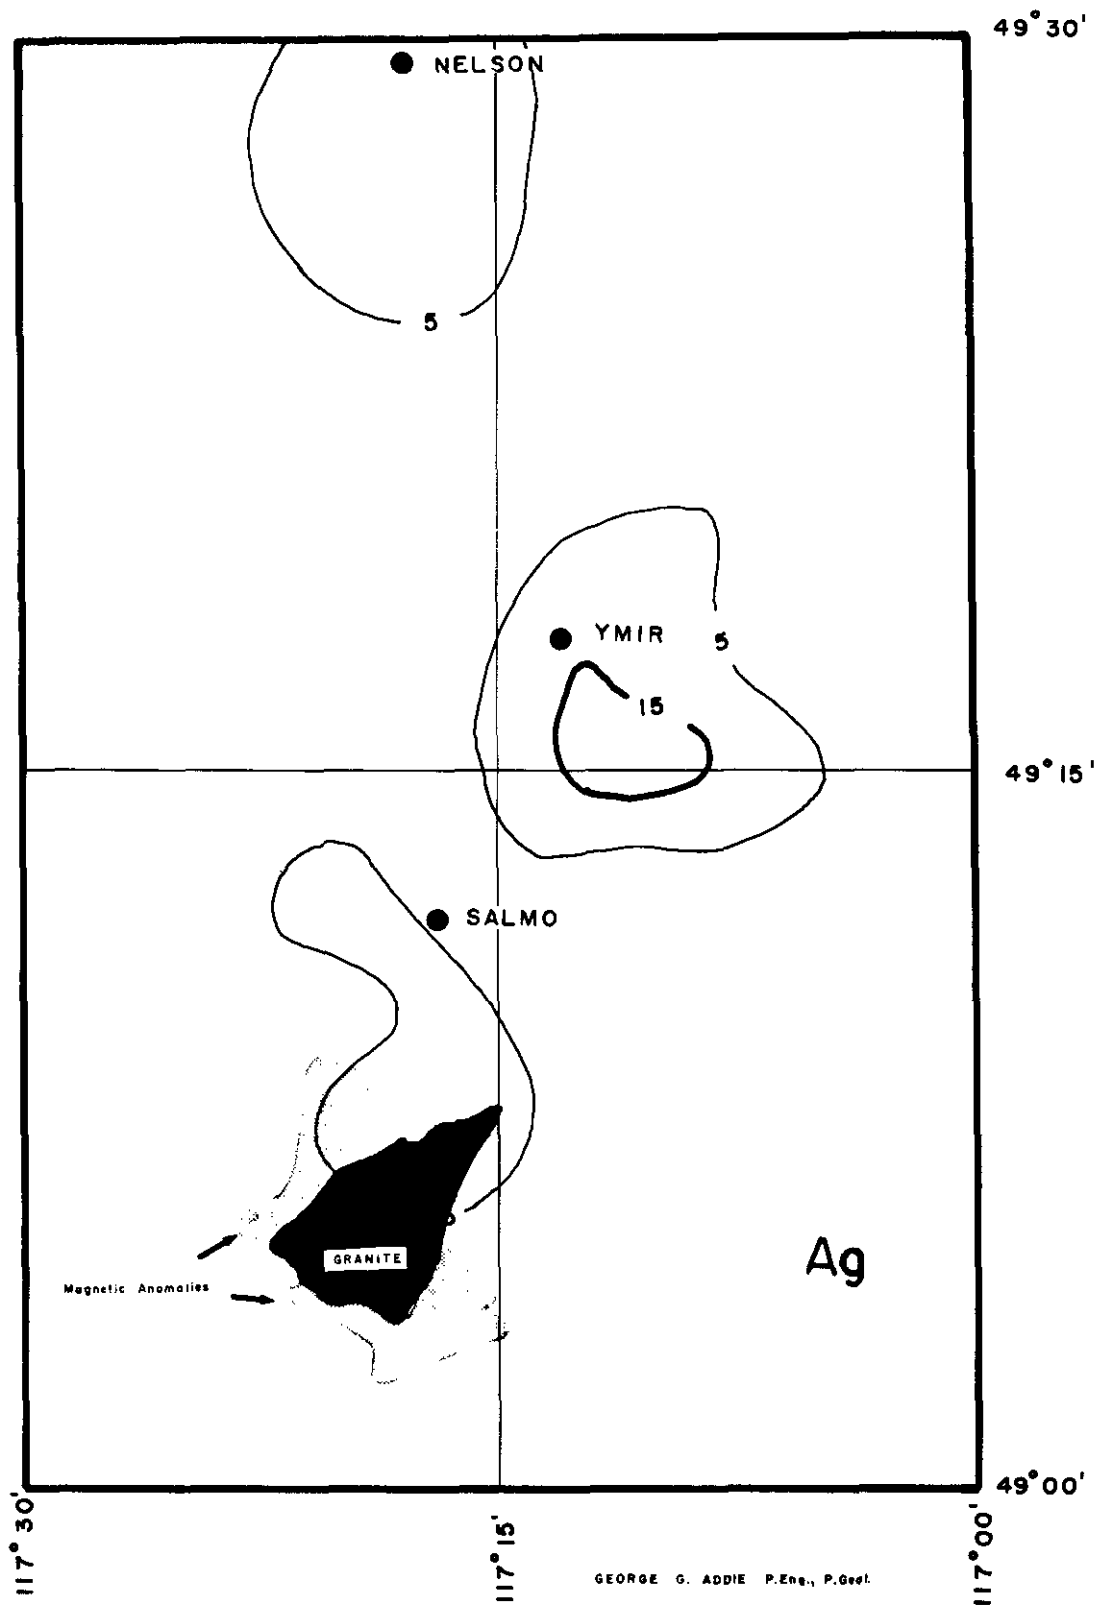 49° 30'
NELSON
5
YMIR
5
15
49° 15'
SALMO
GRANITE
Ag
Magnetic Anomalies
49° 00'
117° 30'
117° 15'
117° 00'
GEORGE G. ADDIE P.Eng., P.Geol.